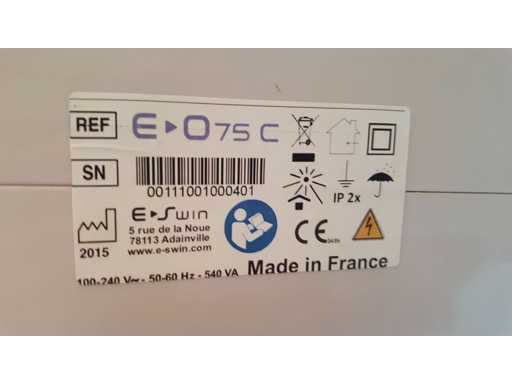 REF E>O 75 C
SN 00111001000401
E>Swin
5 rue de la Noue
78113 Adainville
www.e-swin.com
2015
IP 2x
CE
100-240 V~ - 50-60 Hz - 540 VA
Made in France